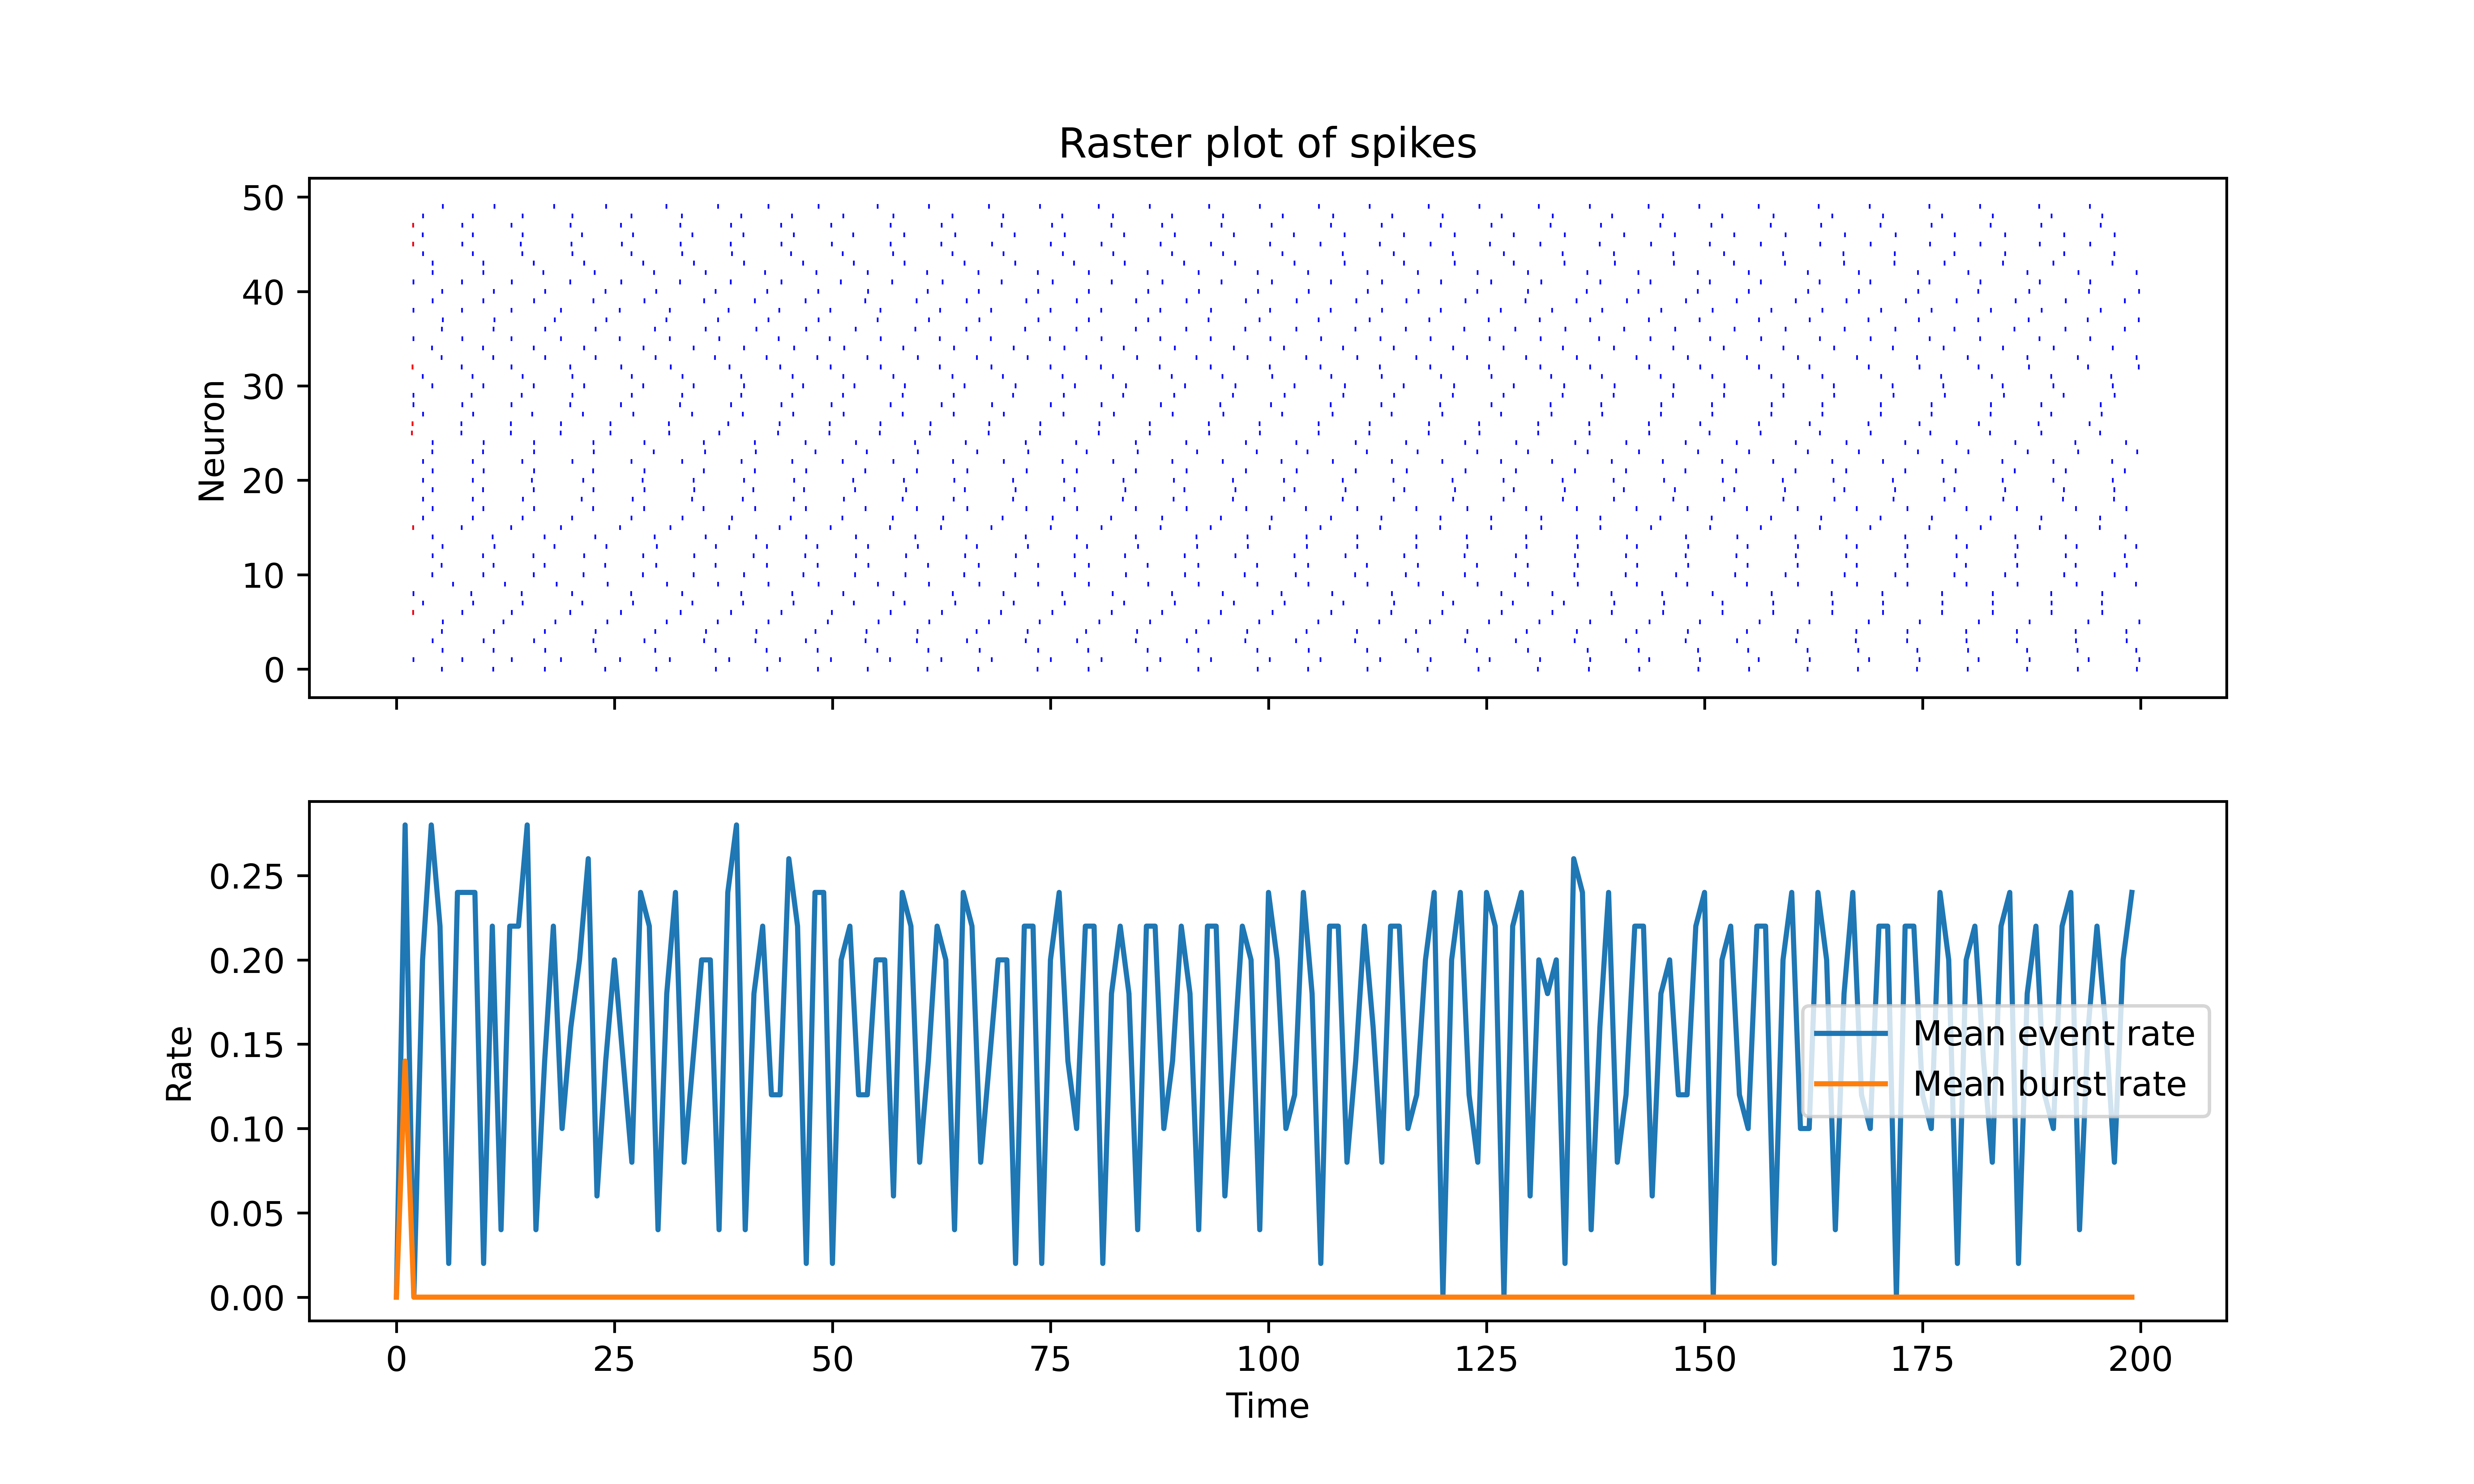 Raster plot of spikes
50
40
30
20
10
0
Neuron
0.25
0.20
0.15
0.10
0.05
0.00
Rate
Mean event rate
Mean burst rate
0 25 50 75 100 125 150 175 200
Time